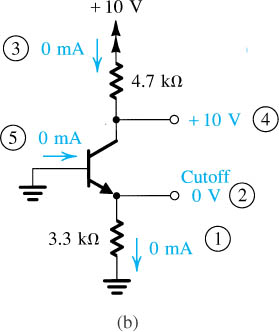 +10 V
③ 0 mA
4.7 kΩ
+10 V ④
⑤ 0 mA
Cutoff
0 V ②
3.3 kΩ
0 mA ①
(b)